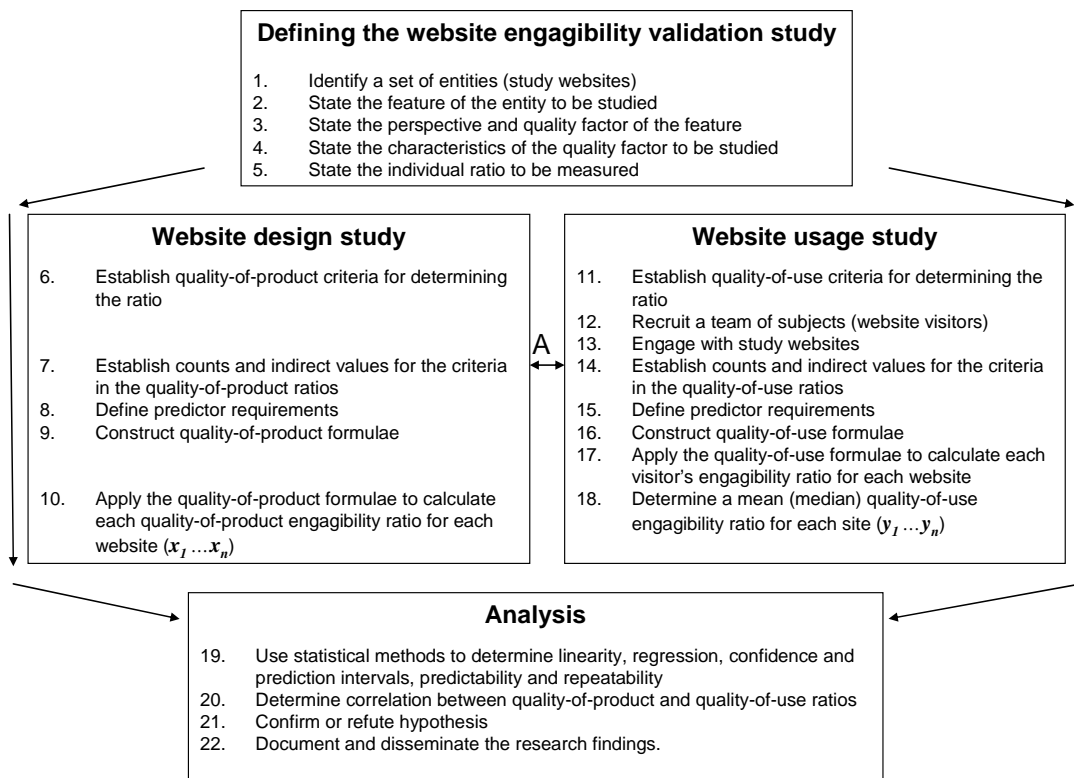 Defining the website engagibility validation study
1. Identify a set of entities (study websites)
2. State the feature of the entity to be studied
3. State the perspective and quality factor of the feature
4. State the characteristics of the quality factor to be studied
5. State the individual ratio to be measured
Website design study
6. Establish quality-of-product criteria for determining
the ratio
7. Establish counts and indirect values for the criteria
in the quality-of-product ratios
8. Define predictor requirements
9. Construct quality-of-product formulae
10. Apply the quality-of-product formulae to calculate
each quality-of-product engagibility ratio for each
website (x1 …xn)
A
Website usage study
11. Establish quality-of-use criteria for determining the
ratio
12. Recruit a team of subjects (website visitors)
13. Engage with study websites
14. Establish counts and indirect values for the criteria
in the quality-of-use ratios
15. Define predictor requirements
16. Construct quality-of-use formulae
17. Apply the quality-of-use formulae to calculate each
visitor’s engagibility ratio for each website
18. Determine a mean (median) quality-of-use
engagibility ratio for each site (y1 …yn)
Analysis
19. Use statistical methods to determine linearity, regression, confidence and
prediction intervals, predictability and repeatability
20. Determine correlation between quality-of-product and quality-of-use ratios
21. Confirm or refute hypothesis
22. Document and disseminate the research findings.